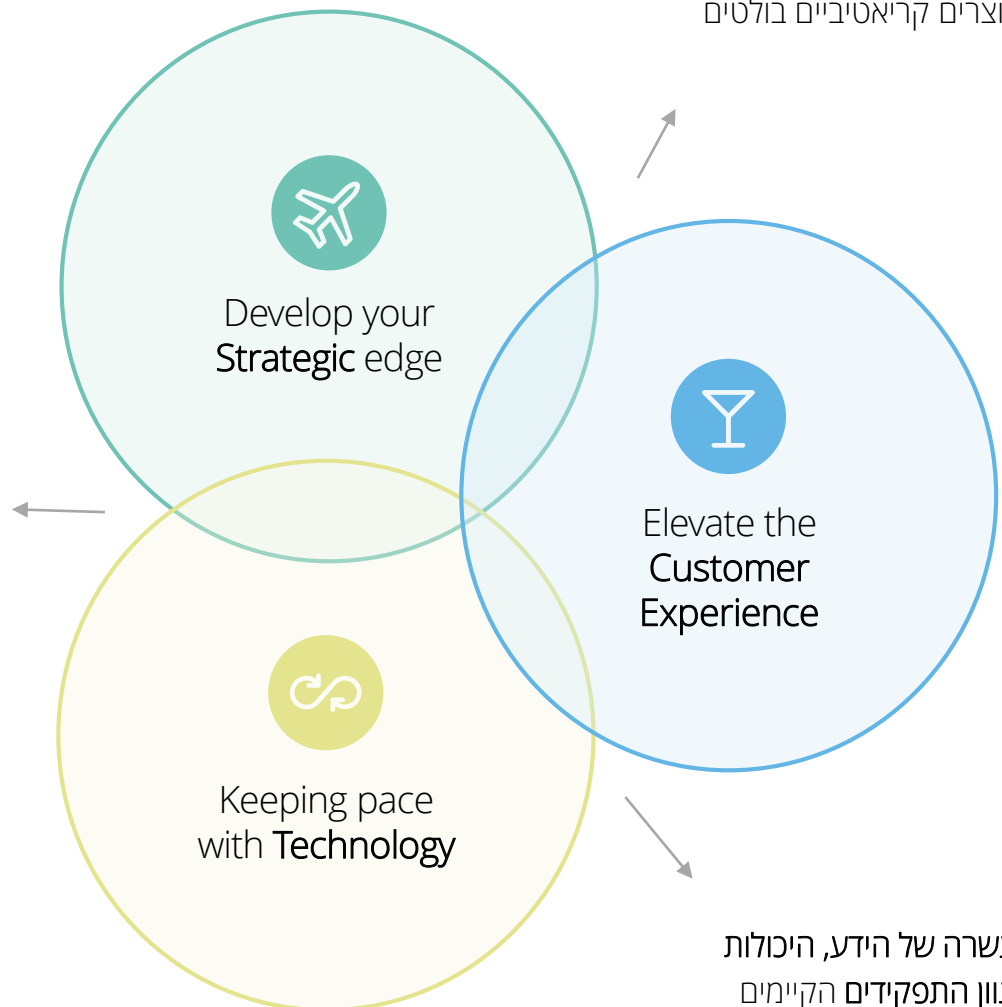 וצרים קריאטיביים בולטים
Develop your
Strategic edge
Elevate the
Customer
Experience
Keeping pace
with Technology
של הידע, היכולות
התפקידים הקיימים